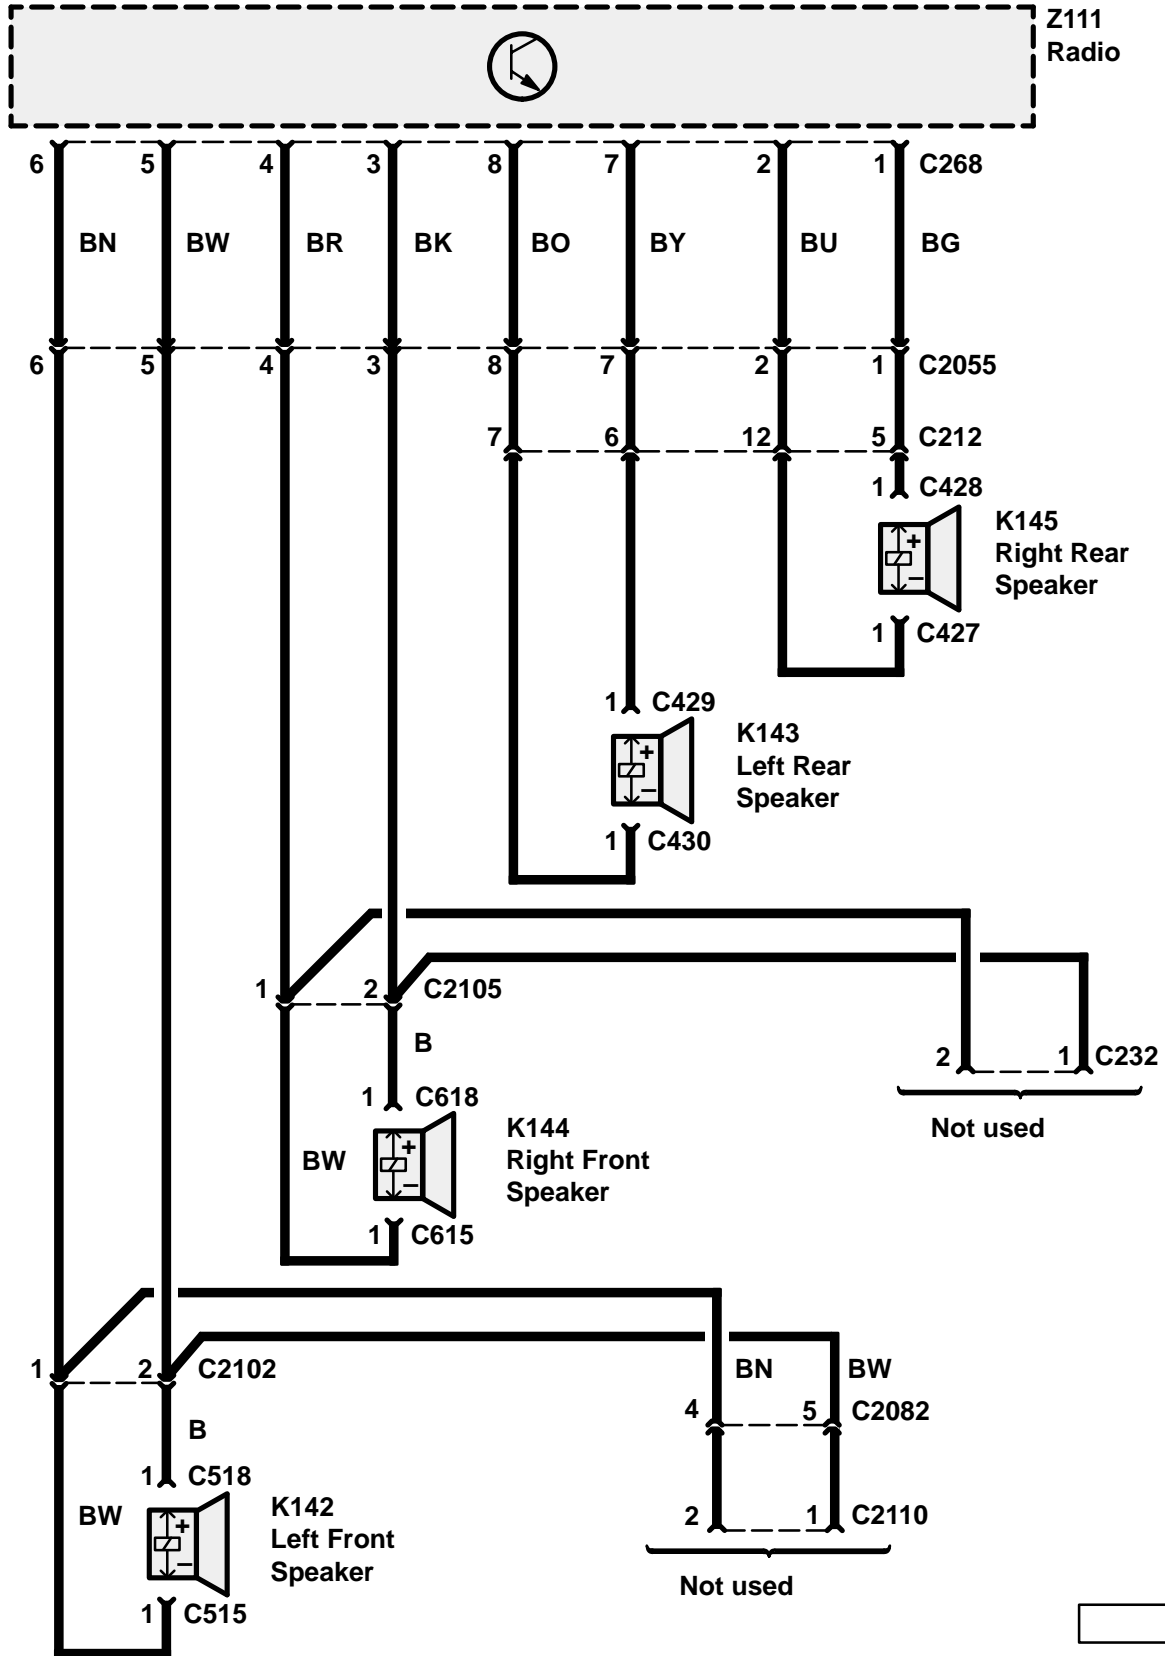 Z111
Radio
6 5 4 3 8 7 2 1 C268
BN BW BR BK BO BY BU BG
6 5 4 3 8 7 2 1 C2055
7 6 12 5 C212
1 C428
+
−
K145
Right Rear
Speaker
1 C427
1 C429
+
−
K143
Left Rear
Speaker
1 C430
1 2 C2105
B
2 1 C232
Not used
1 C618
BW
+
−
K144
Right Front
Speaker
1 C615
1 2 C2102
BN BW
4 5 C2082
B
1 C518
BW
+
−
K142
Left Front
Speaker
2 1 C2110
Not used
1 C515